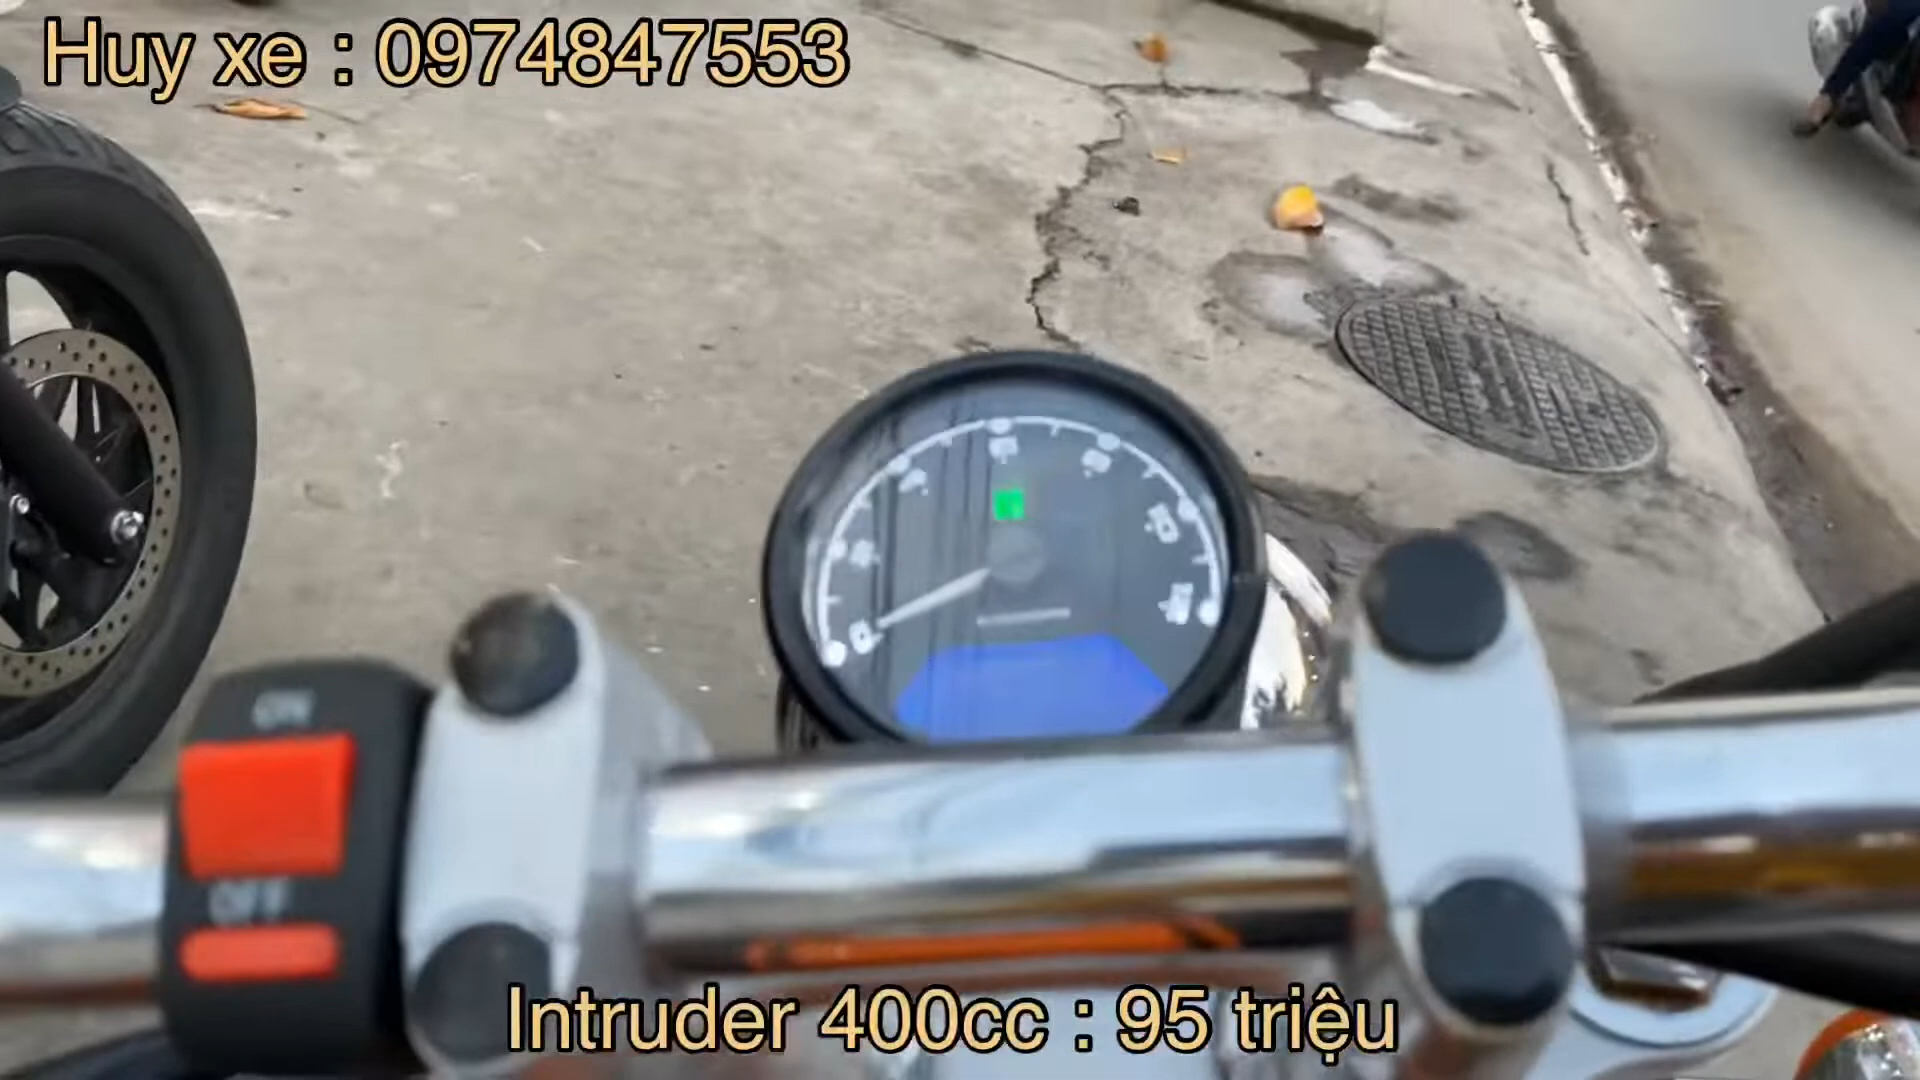 Huy xe : 0974847553
ON
OFF
Intruder 400cc : 95 triệu